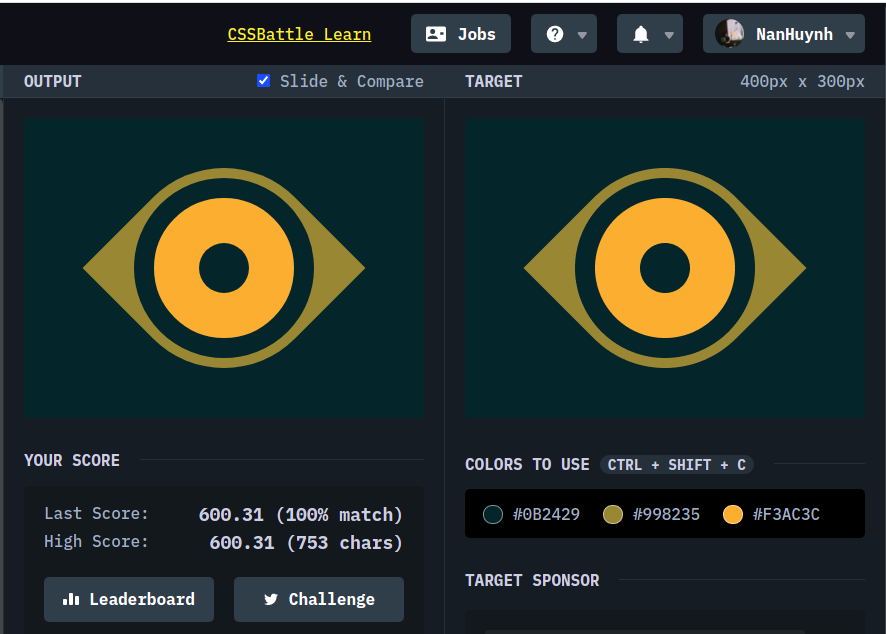 CSSBattle Learn Jobs NanHuynh
OUTPUT Slide & Compare
TARGET 400px x 300px
YOUR SCORE
Last Score: 600.31 (100% match)
High Score: 600.31 (753 chars)
Leaderboard Challenge
COLORS TO USE CTRL + SHIFT + C
#0B2429 #998235 #F3AC3C
TARGET SPONSOR